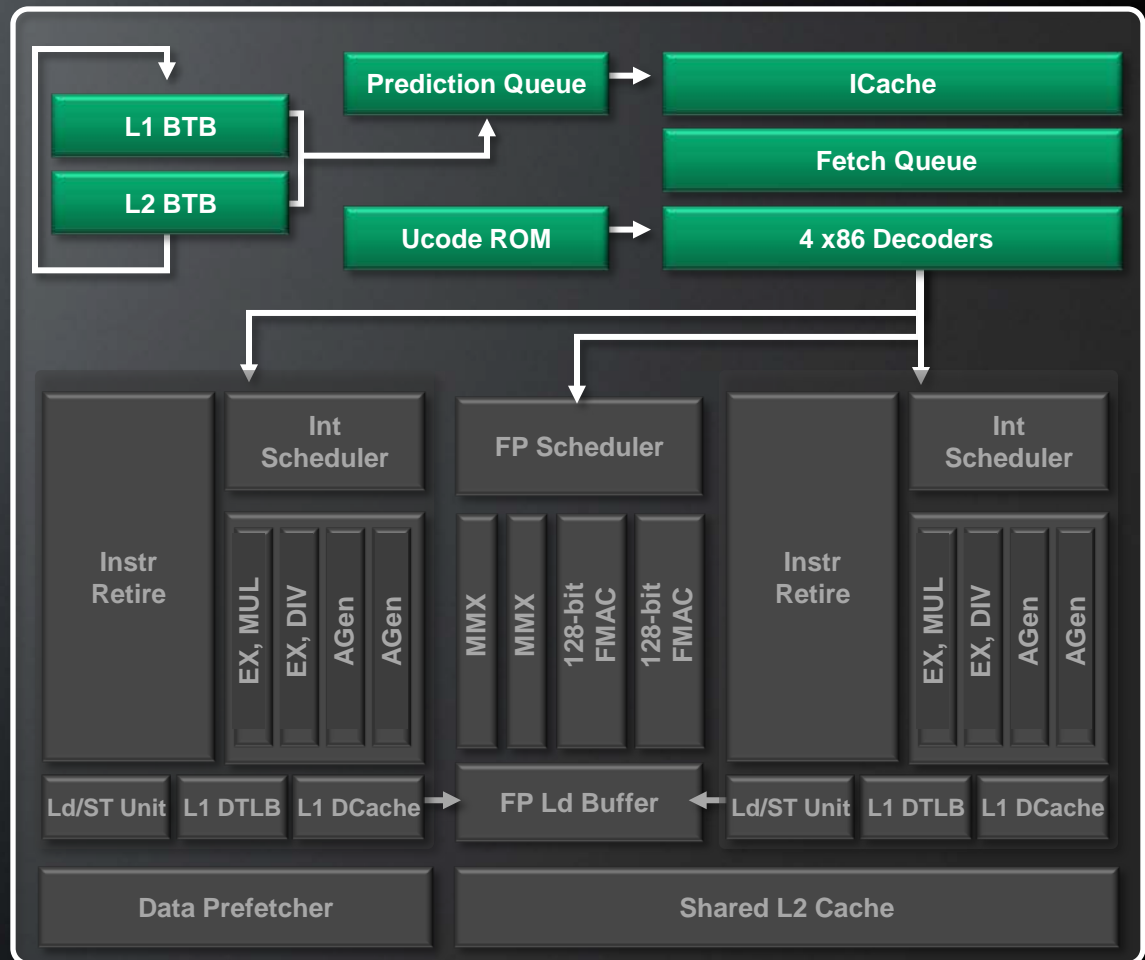 L1 BTB
L2 BTB
Prediction Queue
Ucode ROM
ICache
Fetch Queue
4 x86 Decoders
Instr
Retire
Int
Scheduler
EX, MUL
EX, DIV
AGen
AGen
Ld/ST Unit
L1 DTLB
L1 DCache
FP Scheduler
MMX
MMX
128-bit
FMAC
128-bit
FMAC
FP Ld Buffer
Instr
Retire
Int
Scheduler
EX, MUL
EX, DIV
AGen
AGen
Ld/ST Unit
L1 DTLB
L1 DCache
Data Prefetcher
Shared L2 Cache